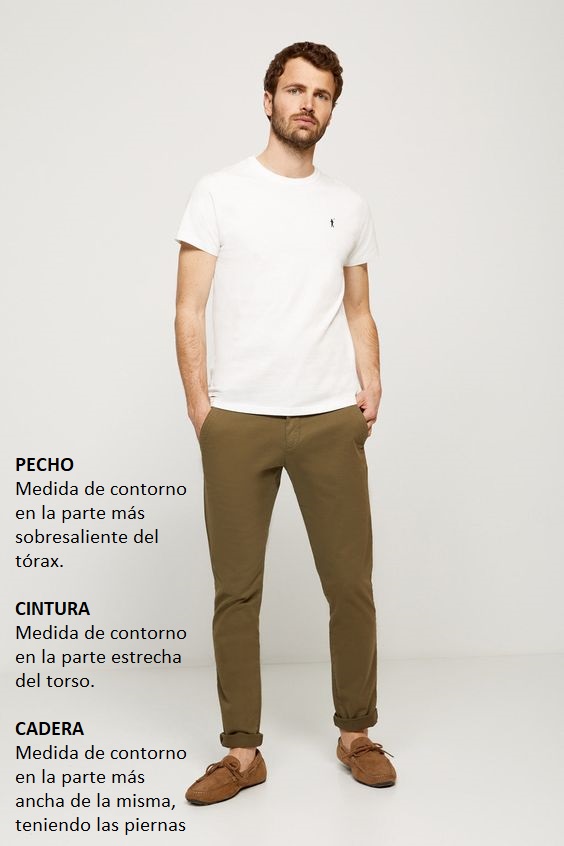 PECHO
Medida de contorno
en la parte más
sobresaliente del
tórax.
CINTURA
Medida de contorno
en la parte estrecha
del torso.
CADERA
Medida de contorno
en la parte más
ancha de la misma,
teniendo las piernas